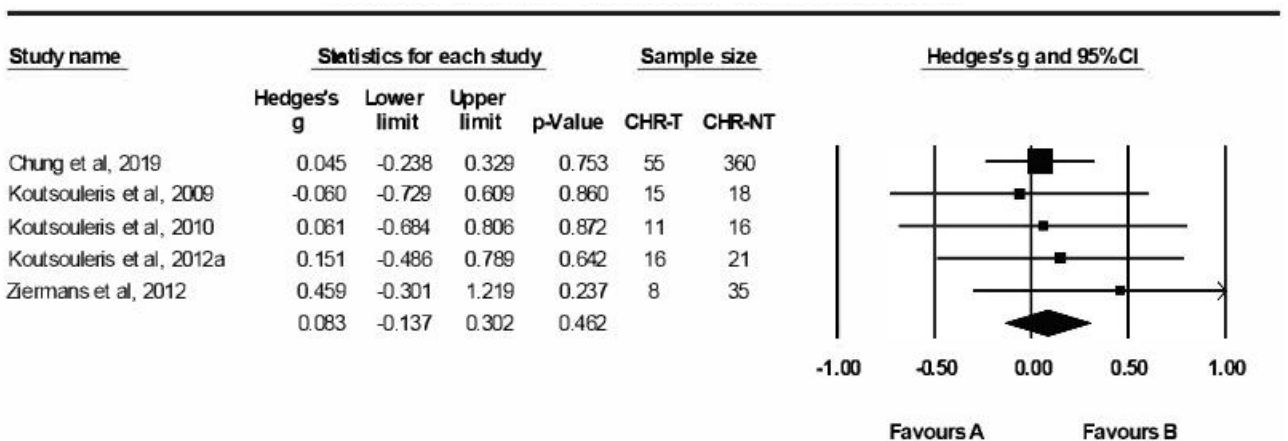 Study name Statistics for each study Sample size Hedges's g and 95%CI
Hedges's g Lower limit Upper limit p-Value CHR-T CHR-NT
Chung et al, 2019 0.045 -0.238 0.329 0.753 55 360
Koutsouleris et al, 2009 -0.060 -0.729 0.609 0.860 15 18
Koutsouleris et al, 2010 0.061 -0.684 0.806 0.872 11 16
Koutsouleris et al, 2012a 0.151 -0.486 0.789 0.642 16 21
Ziermans et al, 2012 0.459 -0.301 1.219 0.237 8 35
0.083 -0.137 0.302 0.462
-1.00 -0.50 0.00 0.50 1.00
Favours A Favours B